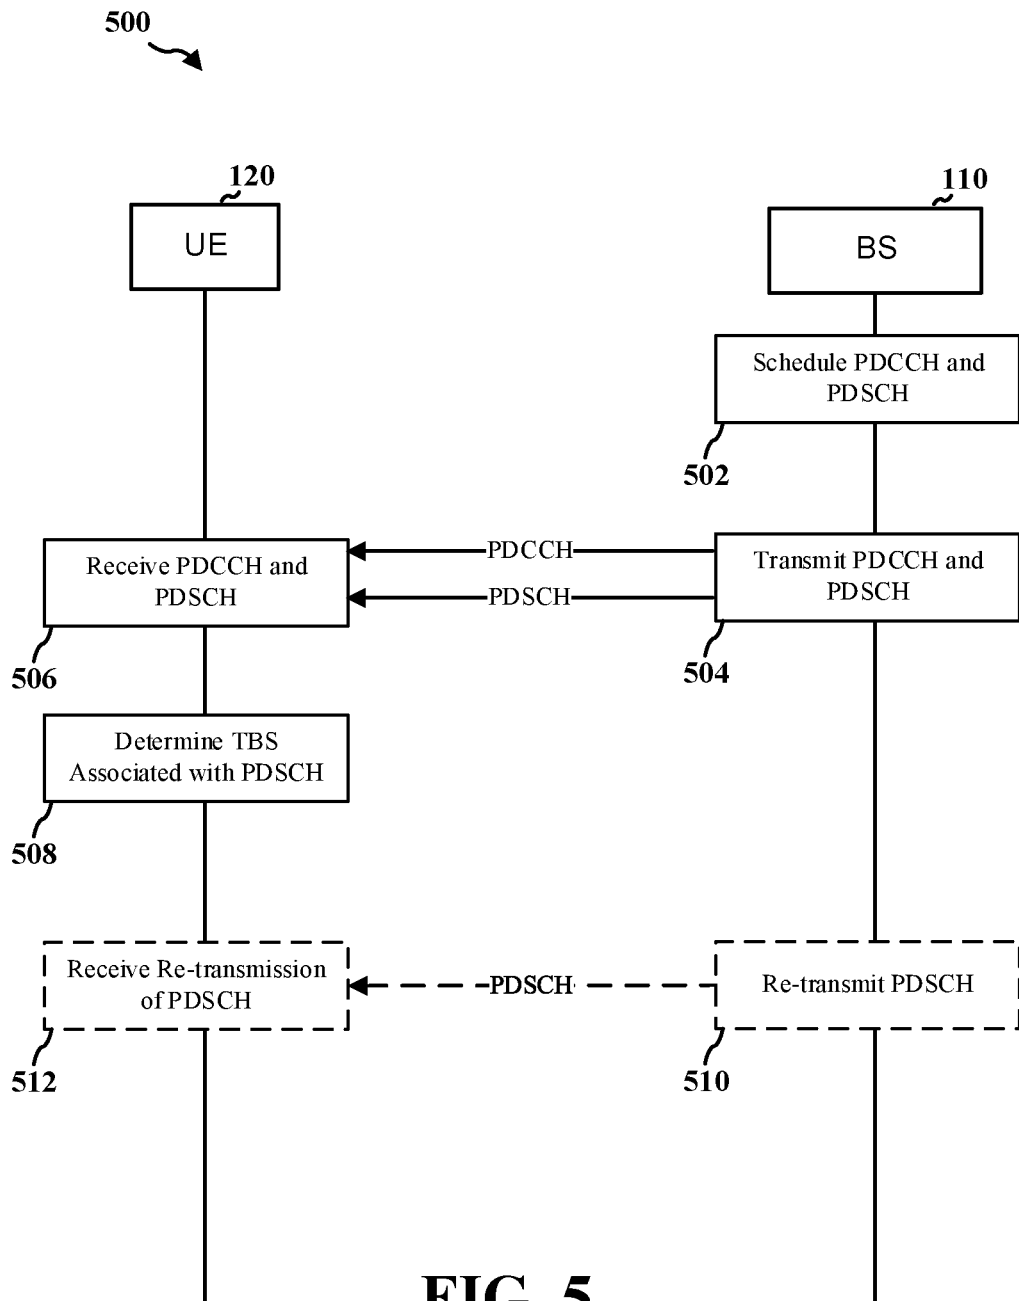 500
120
110
UE
BS
Schedule PDCCH and
PDSCH
502
Receive PDCCH and
PDSCH
PDCCH
PDSCH
Transmit PDCCH and
PDSCH
506
504
Determine TBS
Associated with PDSCH
508
Receive Re-transmission
of PDSCH
PDSCH
Re-transmit PDSCH
512
510
FIG. 5